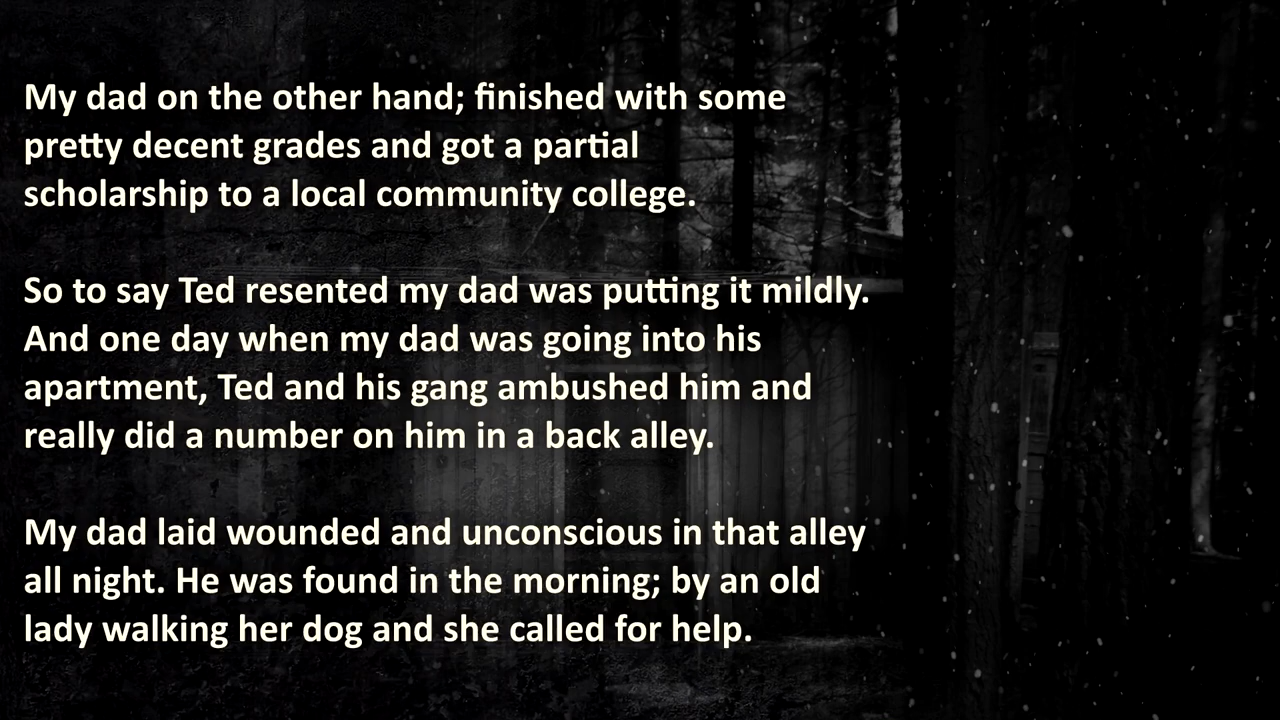 My dad on the other hand; finished with some
pretty decent grades and got a partial
scholarship to a local community college.
So to say Ted resented my dad was putting it mildly.
And one day when my dad was going into his
apartment, Ted and his gang ambushed him and
really did a number on him in a back alley.
My dad laid wounded and unconscious in that alley
all night. He was found in the morning; by an old
lady walking her dog and she called for help.